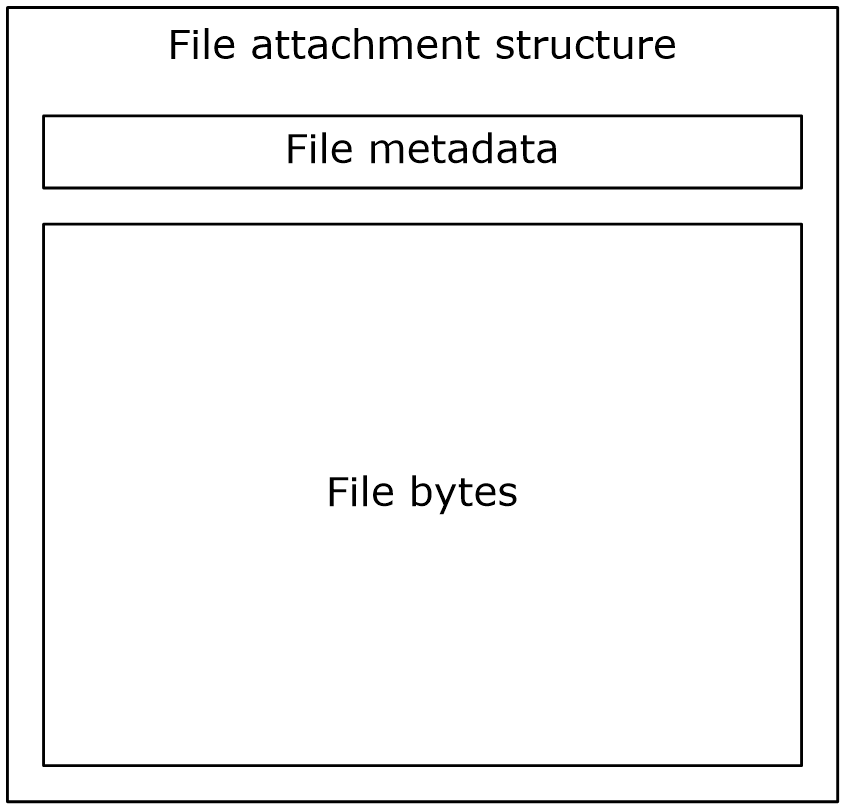 File attachment structure
File metadata
File bytes